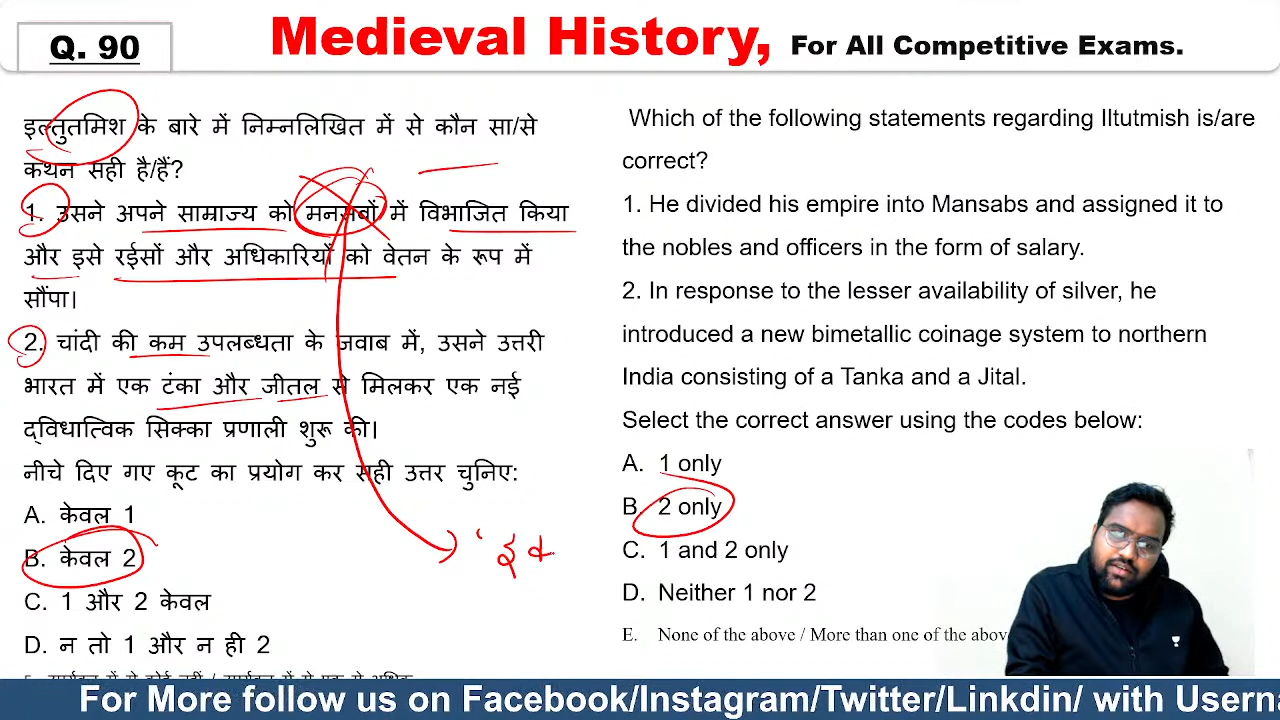 Q. 90
Medieval History, For All Competitive Exams.
इल्तुतमिश के बारे में निम्नलिखित में से कौन सा/से
कथन सही है/हैं?
1. उसने अपने साम्राज्य को मनसबों में विभाजित किया
और इसे रईसों और अधिकारियों को वेतन के रूप में
सौंपा।
2. चांदी की कम उपलब्धता के जवाब में, उसने उत्तरी
भारत में एक टंका और जीतल से मिलकर एक नई
द्विधात्विक सिक्का प्रणाली शुरू की।
नीचे दिए गए कूट का प्रयोग कर सही उत्तर चुनिए:
A. केवल 1
B. केवल 2
C. 1 और 2 केवल
D. न तो 1 और न ही 2
Which of the following statements regarding Iltutmish is/are
correct?
1. He divided his empire into Mansabs and assigned it to
the nobles and officers in the form of salary.
2. In response to the lesser availability of silver, he
introduced a new bimetallic coinage system to northern
India consisting of a Tanka and a Jital.
Select the correct answer using the codes below:
A. 1 only
B. 2 only
C. 1 and 2 only
D. Neither 1 nor 2
E. None of the above / More than one of the abov
For More follow us on Facebook/Instagram/Twitter/Linkdin/ with Usern